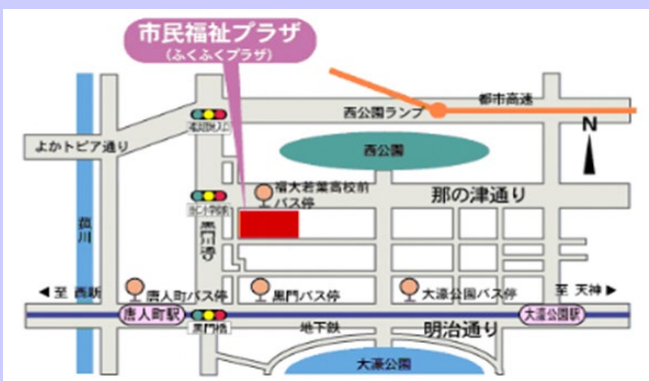 市民福祉プラザ
(ふくふくプラザ)
都市高速
西公園ランプ
N
よかトピア通り
西公園
福大若葉高校前
バス停
那の津通り
黒門通り
至 西新
唐人町バス停
黒門バス停
大濠公園バス停
至 天神
唐人町駅
黒門橋
地下鉄
明治通り
大濠公園駅
大濠公園